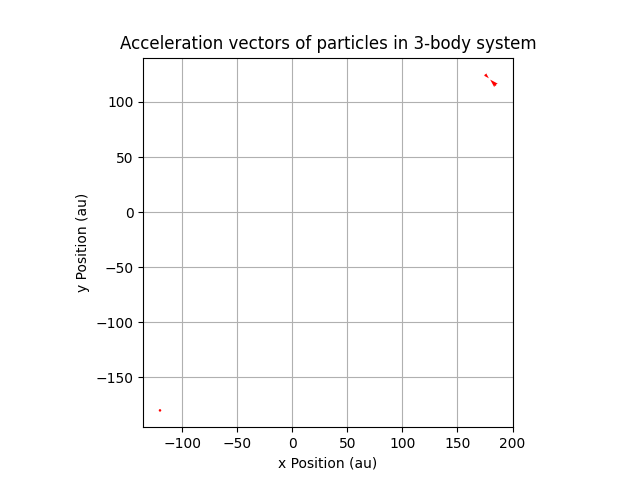 Acceleration vectors of particles in 3-body system
100
50
0
−50
−100
−150
y Position (au)
−100 −50 0 50 100 150 200
x Position (au)